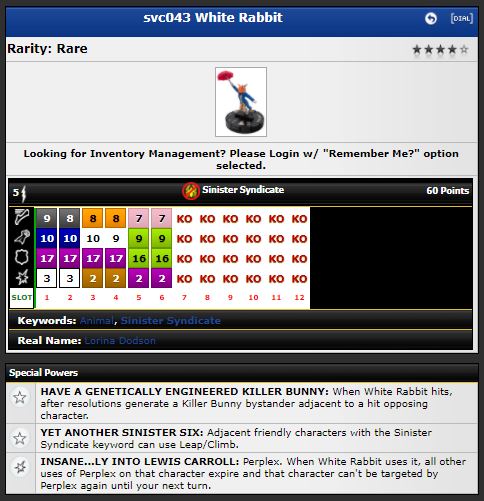 svc043 White Rabbit [DIAL]
Rarity: Rare
Looking for Inventory Management? Please Login w/ "Remember Me?" option
selected.
5 Sinister Syndicate 60 Points
9 8 8 8 7 7 KO KO KO KO KO KO
10 10 10 9 9 9 KO KO KO KO KO KO
17 17 17 17 16 16 KO KO KO KO KO KO
3 3 2 2 2 2 KO KO KO KO KO KO
SLOT 1 2 3 4 5 6 7 8 9 10 11 12
Keywords: Animal, Sinister Syndicate
Real Name: Lorina Dodson
Special Powers
HAVE A GENETICALLY ENGINEERED KILLER BUNNY: When White Rabbit hits,
after resolutions generate a Killer Bunny bystander adjacent to a hit opposing
character.
YET ANOTHER SINISTER SIX: Adjacent friendly characters with the Sinister
Syndicate keyword can use Leap/Climb.
INSANE...LY INTO LEWIS CARROLL: Perplex. When White Rabbit uses it, all other
uses of Perplex on that character expire and that character can't be targeted by
Perplex again until your next turn.